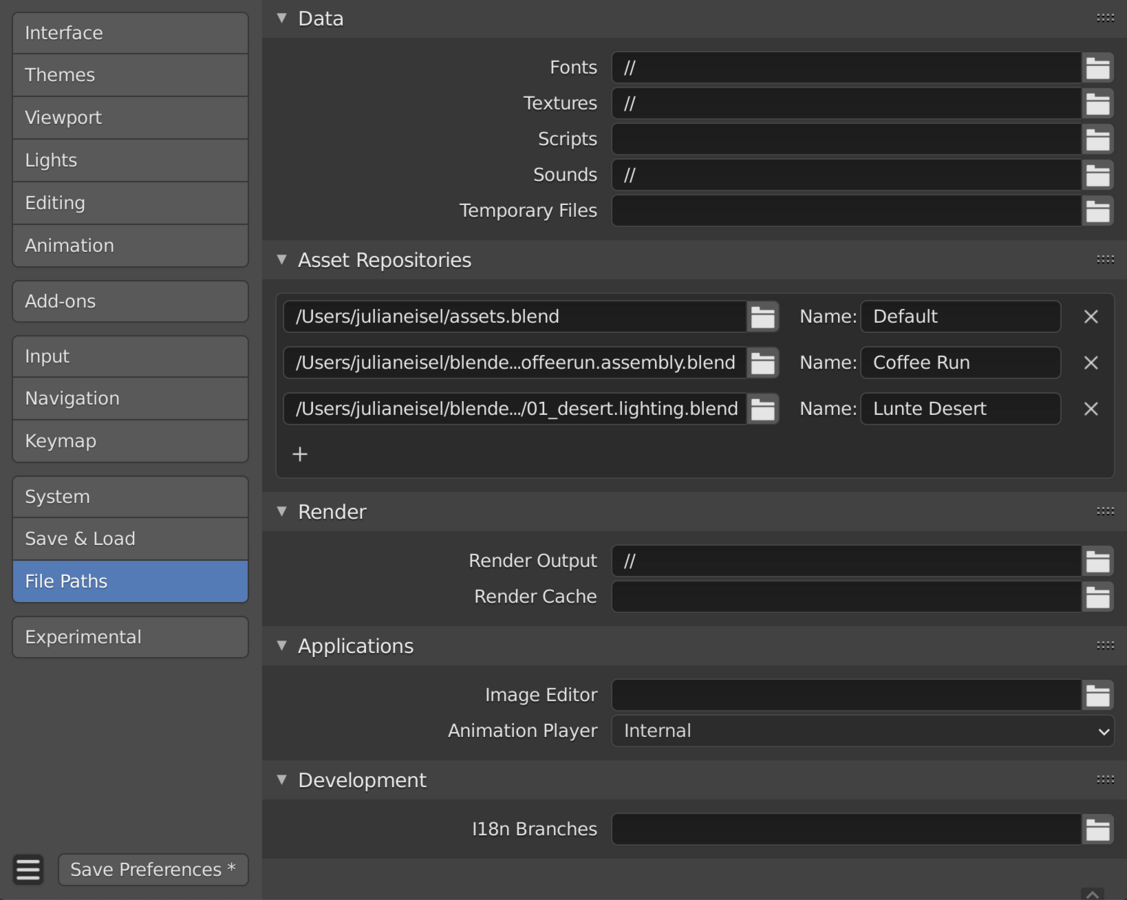 Interface
Themes
Viewport
Lights
Editing
Animation
Add-ons
Input
Navigation
Keymap
System
Save & Load
File Paths
Experimental
Save Preferences *
Data
Fonts //
Textures //
Scripts
Sounds //
Temporary Files
Asset Repositories
/Users/julianeisel/assets.blend Name: Default
/Users/julianeisel/blende...offeerun.assembly.blend Name: Coffee Run
/Users/julianeisel/blende.../01_desert.lighting.blend Name: Lunte Desert
Render
Render Output //
Render Cache
Applications
Image Editor
Animation Player Internal
Development
I18n Branches